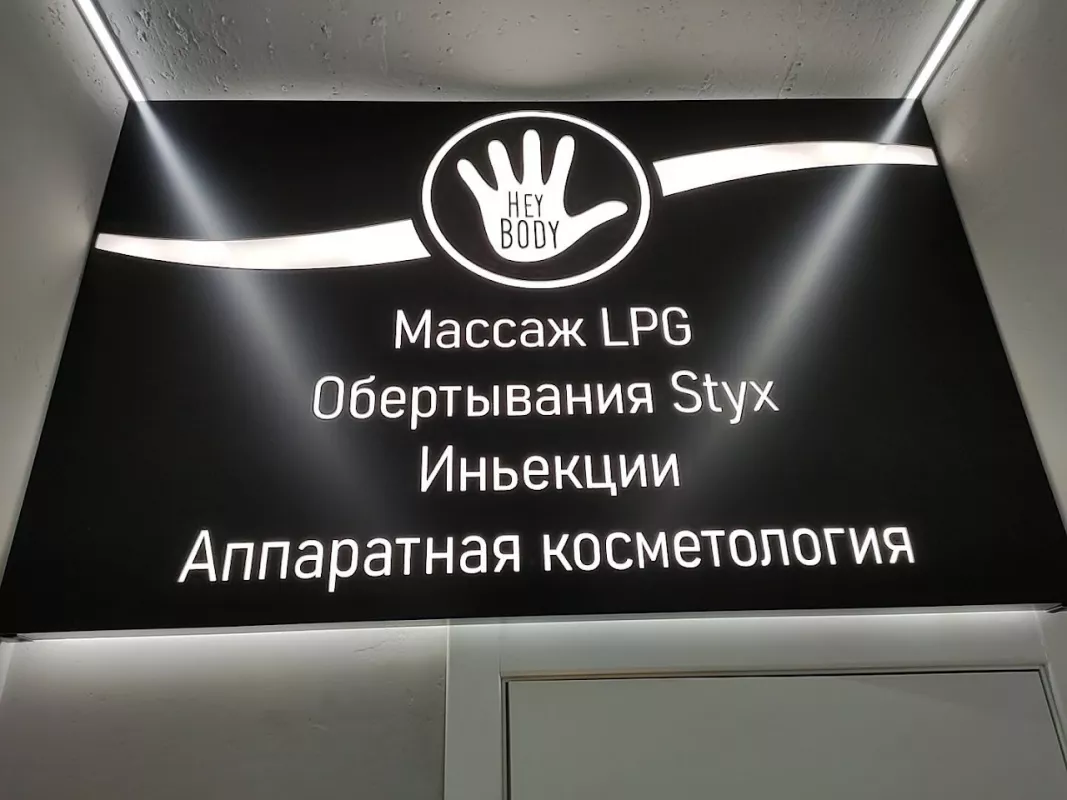 HEY
BODY
Массаж LPG
Обертывания Styx
Иньекции
Аппаратная косметология